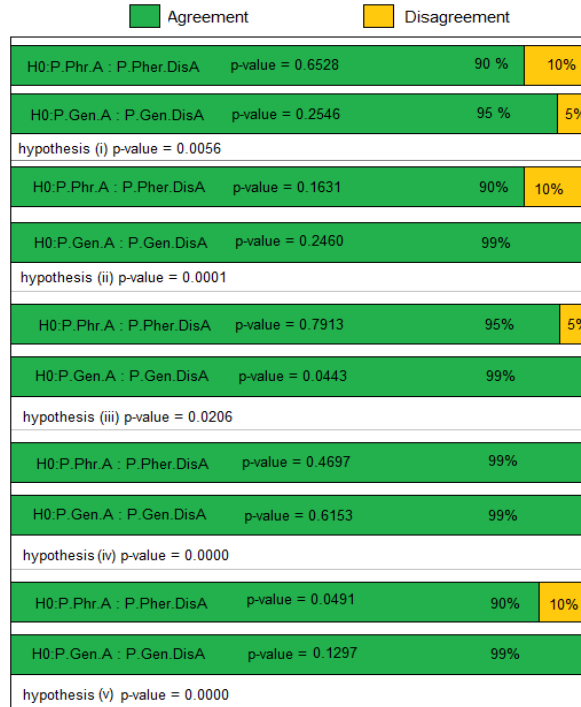 Agreement Disagreement
H0:P.Phr.A : P.Pher.DisA p-value = 0.6528 90 % 10%
H0:P.Gen.A : P.Gen.DisA p-value = 0.2546 95 % 5%
hypothesis (i) p-value = 0.0056
H0:P.Phr.A : P.Pher.DisA p-value = 0.1631 90% 10%
H0:P.Gen.A : P.Gen.DisA p-value = 0.2460 99%
hypothesis (ii) p-value = 0.0001
H0:P.Phr.A : P.Pher.DisA p-value = 0.7913 95% 5%
H0:P.Gen.A : P.Gen.DisA p-value = 0.0443 99%
hypothesis (iii) p-value = 0.0206
H0:P.Phr.A : P.Pher.DisA p-value = 0.4697 99%
H0:P.Gen.A : P.Gen.DisA p-value = 0.6153 99%
hypothesis (iv) p-value = 0.0000
H0:P.Phr.A : P.Pher.DisA p-value = 0.0491 90% 10%
H0:P.Gen.A : P.Gen.DisA p-value = 0.1297 99%
hypothesis (v) p-value = 0.0000